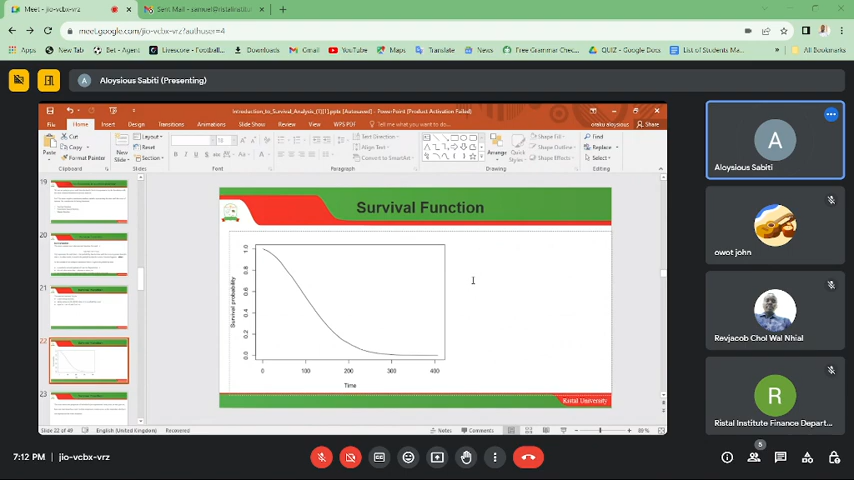 Meet - jio-vcbx-vrz
Sent Mail - samuel@ristalinstitut
meet.google.com/jio-vcbx-vrz?authuser=4
Apps
New Tab
Bet - Agent
Livescore - Football...
Downloads
Gmail
YouTube
Maps
Translate
News
Free Grammar Chec...
QUIZ - Google Docs
List of Students Ma...
»
All Bookmarks
A
Aloysious Sabiti (Presenting)
Introduction_to_Survival_Analysis_(1)[1].pptx [Autosaved] - PowerPoint (Product Activation Failed)
File
Home
Insert
Design
Transitions
Animations
Slide Show
Review
View
VPS PDF
Tell me what you want to do...
oraku aloysious
Share
Paste
Cut
Copy
Format Painter
Clipboard
New
Slide
Layout
Reset
Section
Slides
Font
Text Direction
Align Text
Convert to SmartArt
Paragraph
Arrange
Quick
Styles
Shape Fill
Shape Outline
Shape Effects
Drawing
Find
Replace
Select
Editing
19
20
21
22
23
Survival Function
Survival probability
1.0
0.8
0.6
0.4
0.2
0.0
0
100
200
300
400
Time
Ristal University
Slide 22 of 49
English (United Kingdom)
Recovered
Notes
Comments
A
Aloysious Sabiti
owot john
Revjacob Chol Wal Nhial
R
Ristal Institute Finance Depart...
7:12 PM
jio-vcbx-vrz
5